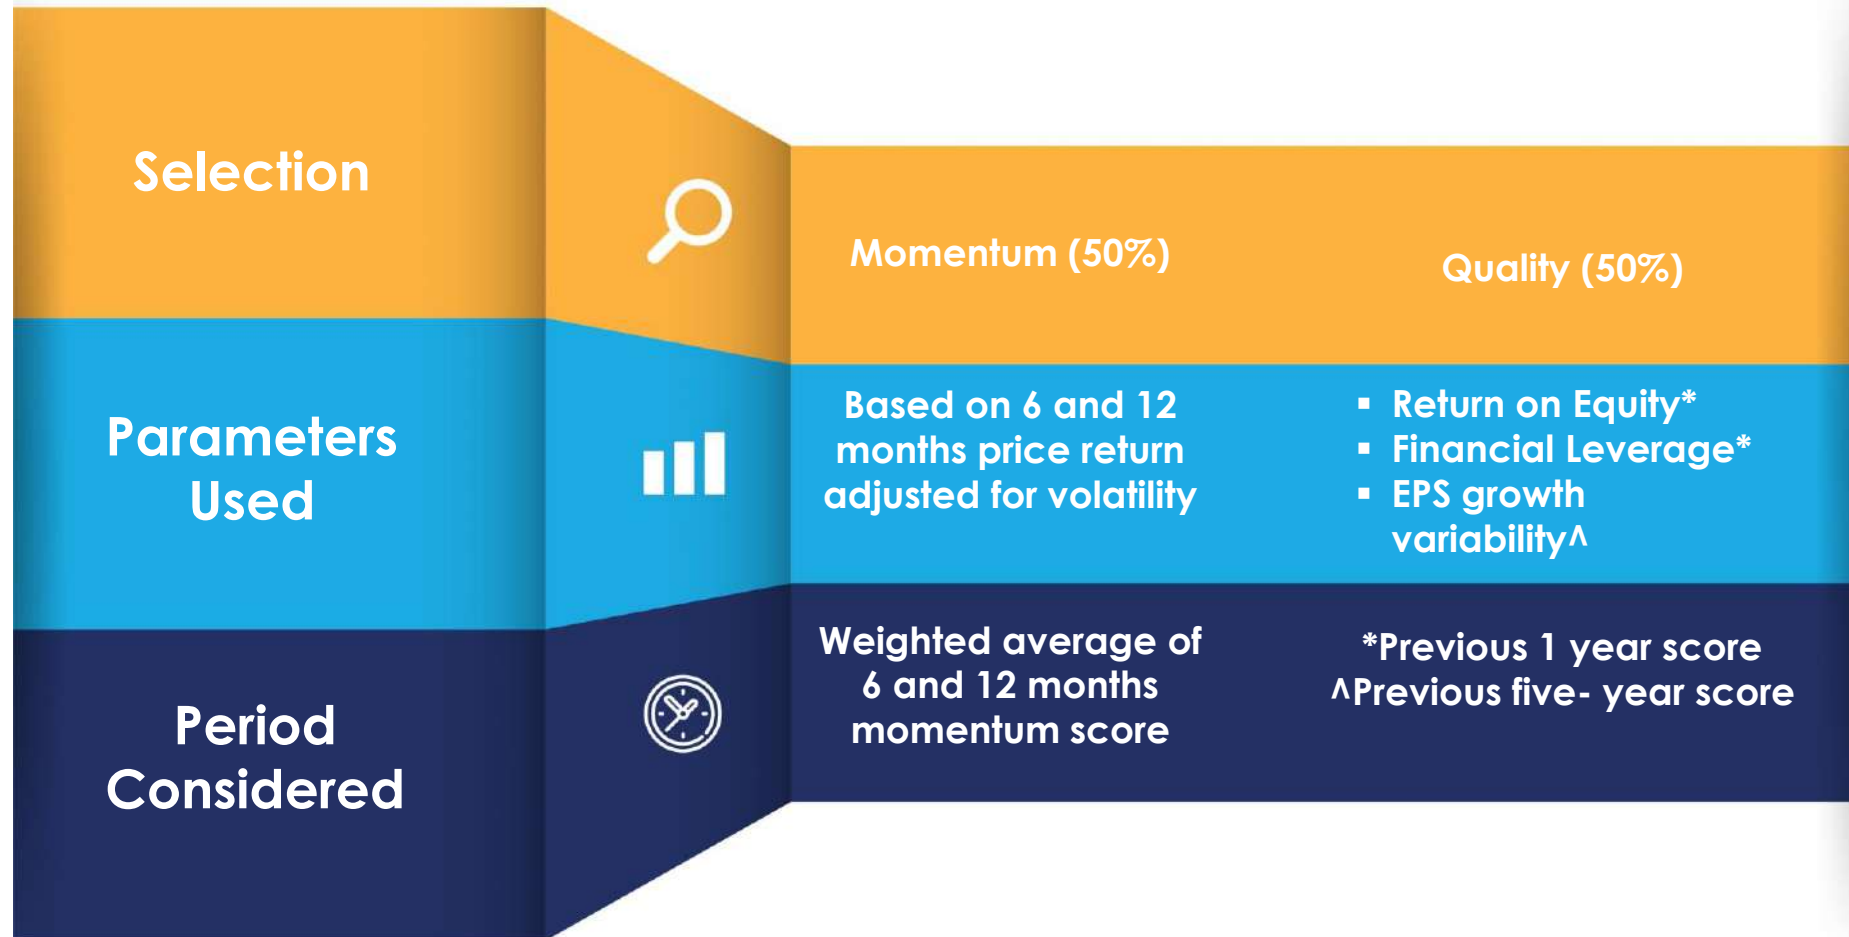 Selection
Momentum (50%)
Quality (50%)
Parameters
Used
Based on 6 and 12
months price return
adjusted for volatility
▪ Return on Equity*
▪ Financial Leverage*
▪ EPS growth
variability^
Period
Considered
Weighted average of
6 and 12 months
momentum score
*Previous 1 year score
^Previous five- year score